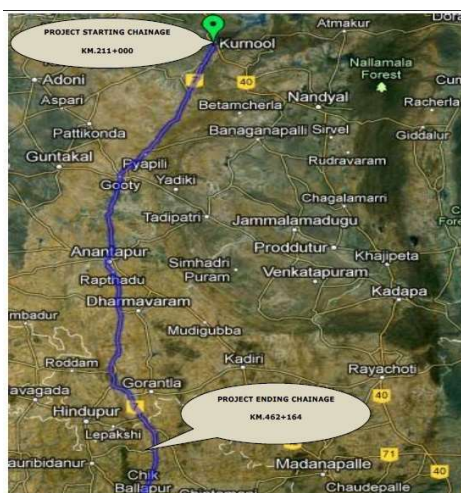 PROJECT STARTING CHAINAGE
KM.211+000
Atmakur
Kurnool
40
Nallamala
Forest
Adoni
Aspari
Betamcherla
Nandyal
Racherla
Pattikonda
Banaganapalli
Sirvel
Giddalur
Guntakal
Pyapili
Rudravaram
Gooty
Yadiki
Chagalamarri
Tadipatri
Jammalamadugu
Proddutur
Anantapur
Simhadri
Puram
Khajipeta
Rapthadu
Venkatapuram
Kadapa
Dharmavaram
Mudigubba
Roddam
Kadiri
Rayachoti
Gorantla
40
PROJECT ENDING CHAINAGE
KM.462+164
Hindupur
Lepakshi
71
40
Madanapalle
Chik
Ballapur
Chaudepalle